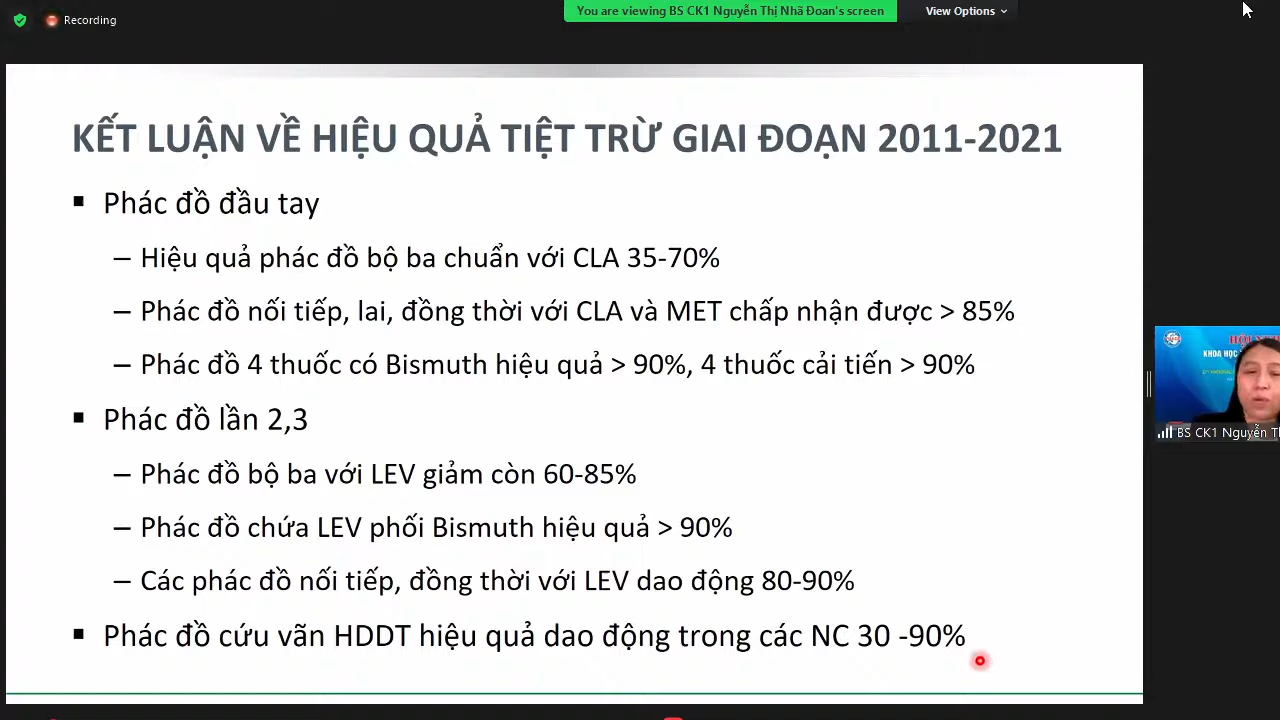 Recording
You are viewing BS CK1 Nguyễn Thị Nhã Đoan's screen
View Options
KẾT LUẬN VỀ HIỆU QUẢ TIỆT TRỪ GIAI ĐOẠN 2011-2021
▪ Phác đồ đầu tay
– Hiệu quả phác đồ bộ ba chuẩn với CLA 35-70%
– Phác đồ nối tiếp, lai, đồng thời với CLA và MET chấp nhận được > 85%
– Phác đồ 4 thuốc có Bismuth hiệu quả > 90%, 4 thuốc cải tiến > 90%
▪ Phác đồ lần 2,3
– Phác đồ bộ ba với LEV giảm còn 60-85%
– Phác đồ chứa LEV phối Bismuth hiệu quả > 90%
– Các phác đồ nối tiếp, đồng thời với LEV dao động 80-90%
▪ Phác đồ cứu vãn HDDT hiệu quả dao động trong các NC 30 -90%
KHOA HỌC
BS CK1 Nguyễn